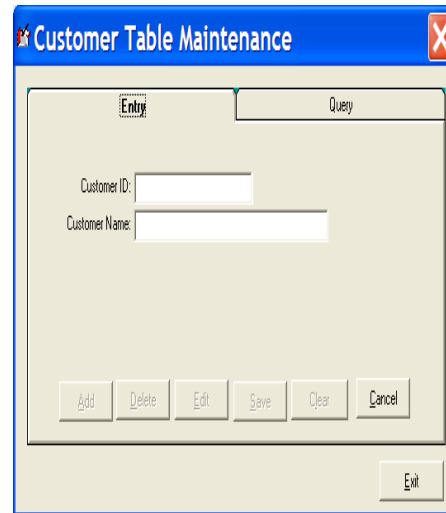 Customer Table Maintenance
Entry Query
Customer ID:
Customer Name:
Add Delete Edit Save Clear Cancel
Exit